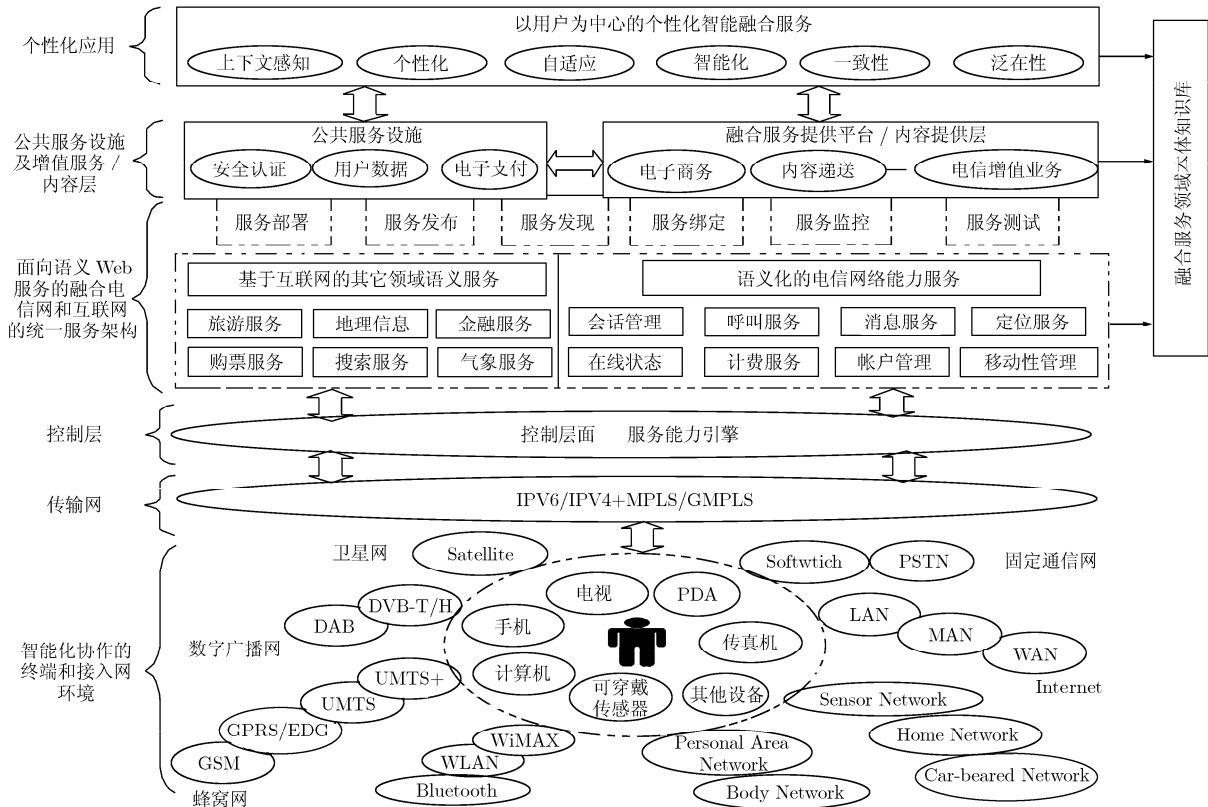 个性化应用
以用户为中心的个性化智能融合服务
上下文感知
个性化
自适应
智能化
一致性
泛在性
公共服务设施
及增值服务 /
内容层
公共服务设施
安全认证
用户数据
电子支付
融合服务提供平台 / 内容提供层
电子商务
内容递送
电信增值业务
融合服务领域本体知识库
服务部署
服务发布
服务发现
服务绑定
服务监控
服务测试
面向语义 Web
服务的融合电
信网和互联网
的统一服务架构
基于互联网的其它领域语义服务
旅游服务
地理信息
金融服务
购票服务
搜索服务
气象服务
语义化的电信网络能力服务
会话管理
呼叫服务
消息服务
定位服务
在线状态
计费服务
帐户管理
移动性管理
控制层
控制层面 服务能力引擎
传输网
IPV6/IPV4+MPLS/GMPLS
智能化协作的
终端和接入网
环境
卫星网
Satellite
Softwtich
PSTN
固定通信网
DVB-T/H
DAB
数字广播网
电视
PDA
手机
传真机
计算机
可穿戴
传感器
其他设备
LAN
MAN
WAN
Internet
UMTS+
UMTS
GPRS/EDG
GSM
蜂窝网
WiMAX
WLAN
Bluetooth
Personal Area
Network
Body Network
Sensor Network
Home Network
Car-beared Network